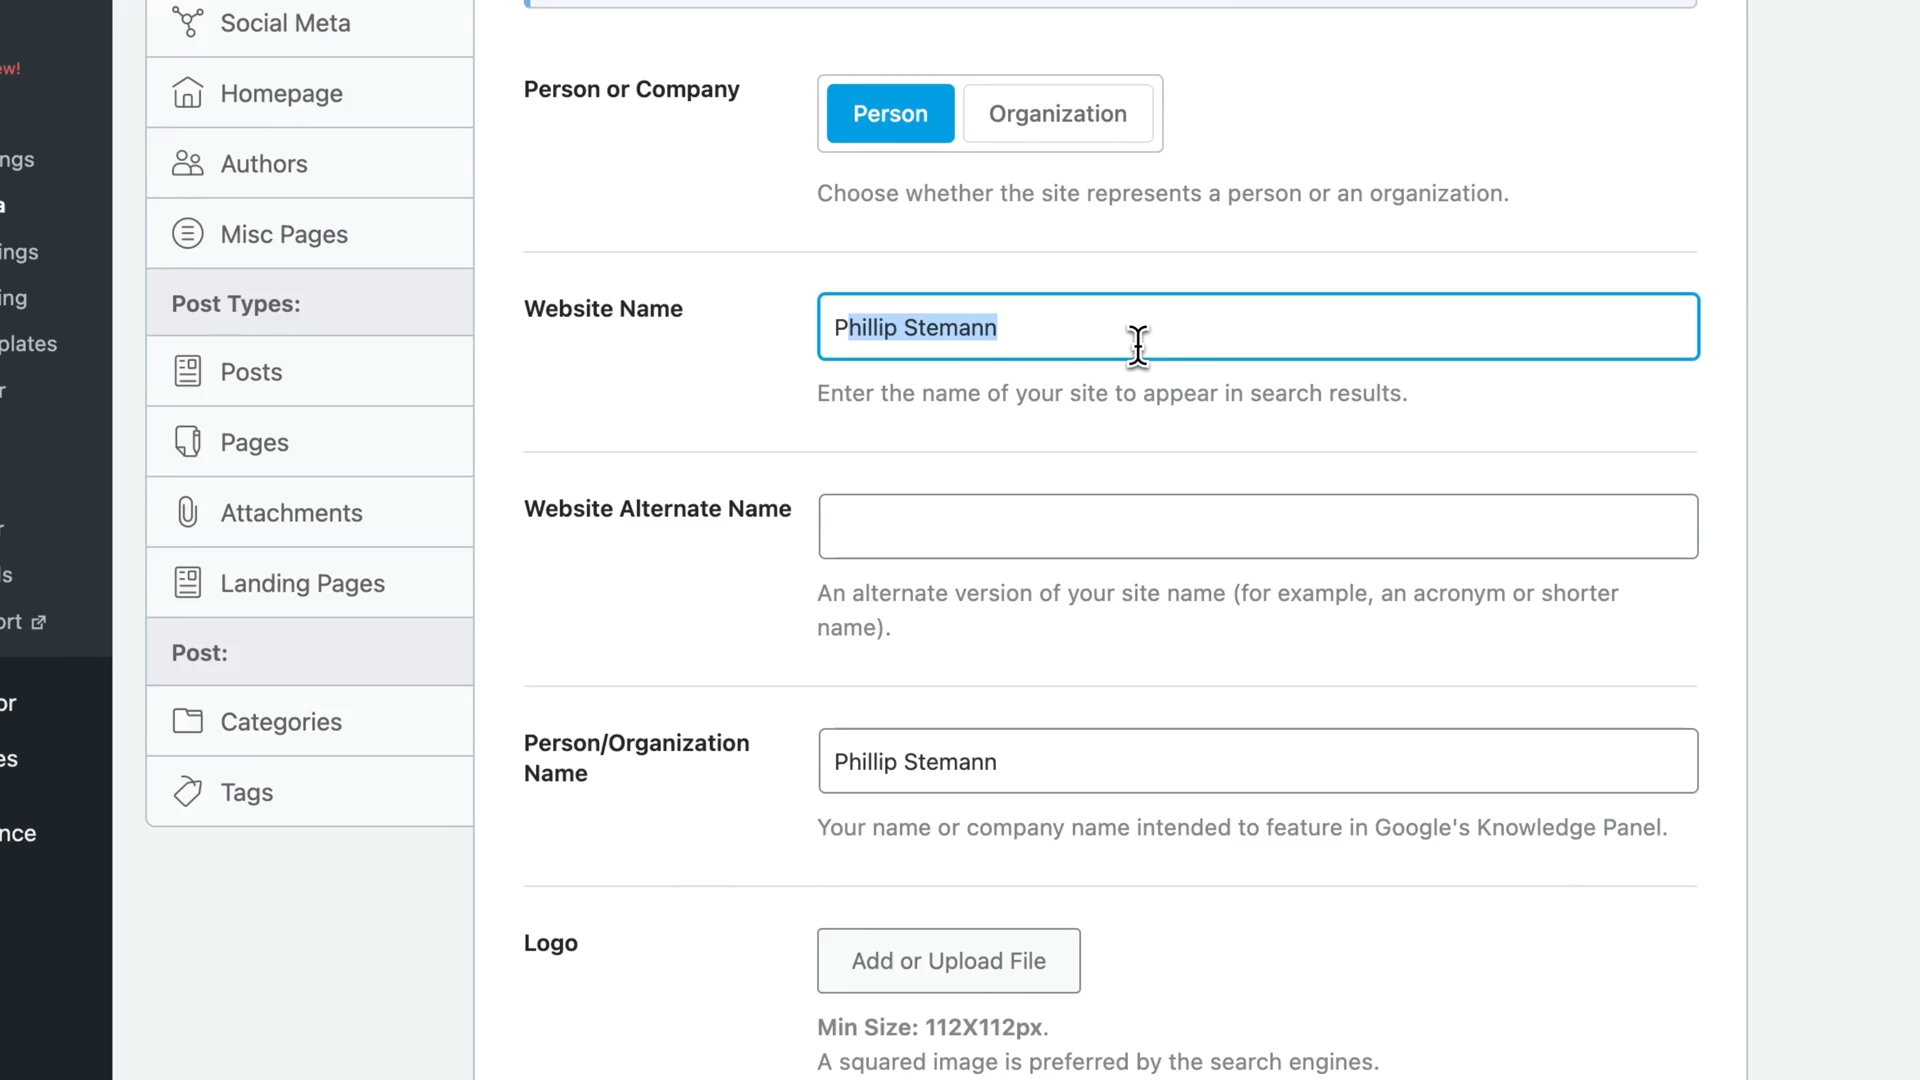 ew!
ngs
a
ings
ing
plates
r
r
ls
ort
or
es
nce
Social Meta
Homepage
Authors
Misc Pages
Post Types:
Posts
Pages
Attachments
Landing Pages
Post:
Categories
Tags
Person or Company
Person
Organization
Choose whether the site represents a person or an organization.
Website Name
Phillip Stemann
Enter the name of your site to appear in search results.
Website Alternate Name
An alternate version of your site name (for example, an acronym or shorter
name).
Person/Organization
Name
Phillip Stemann
Your name or company name intended to feature in Google's Knowledge Panel.
Logo
Add or Upload File
Min Size: 112X112px.
A squared image is preferred by the search engines.